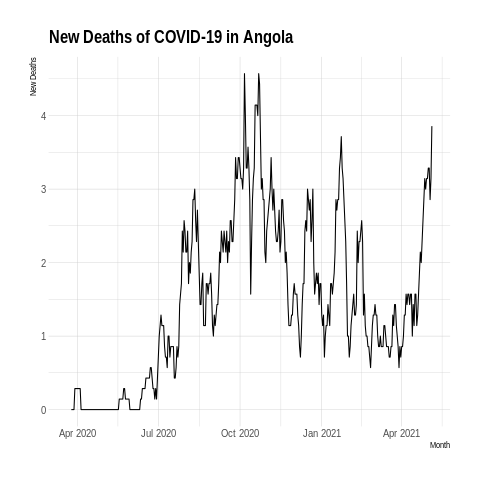 New Deaths of COVID-19 in Angola
New Deaths
4
3
2
1
0
Apr 2020 Jul 2020 Oct 2020 Jan 2021 Apr 2021
Month